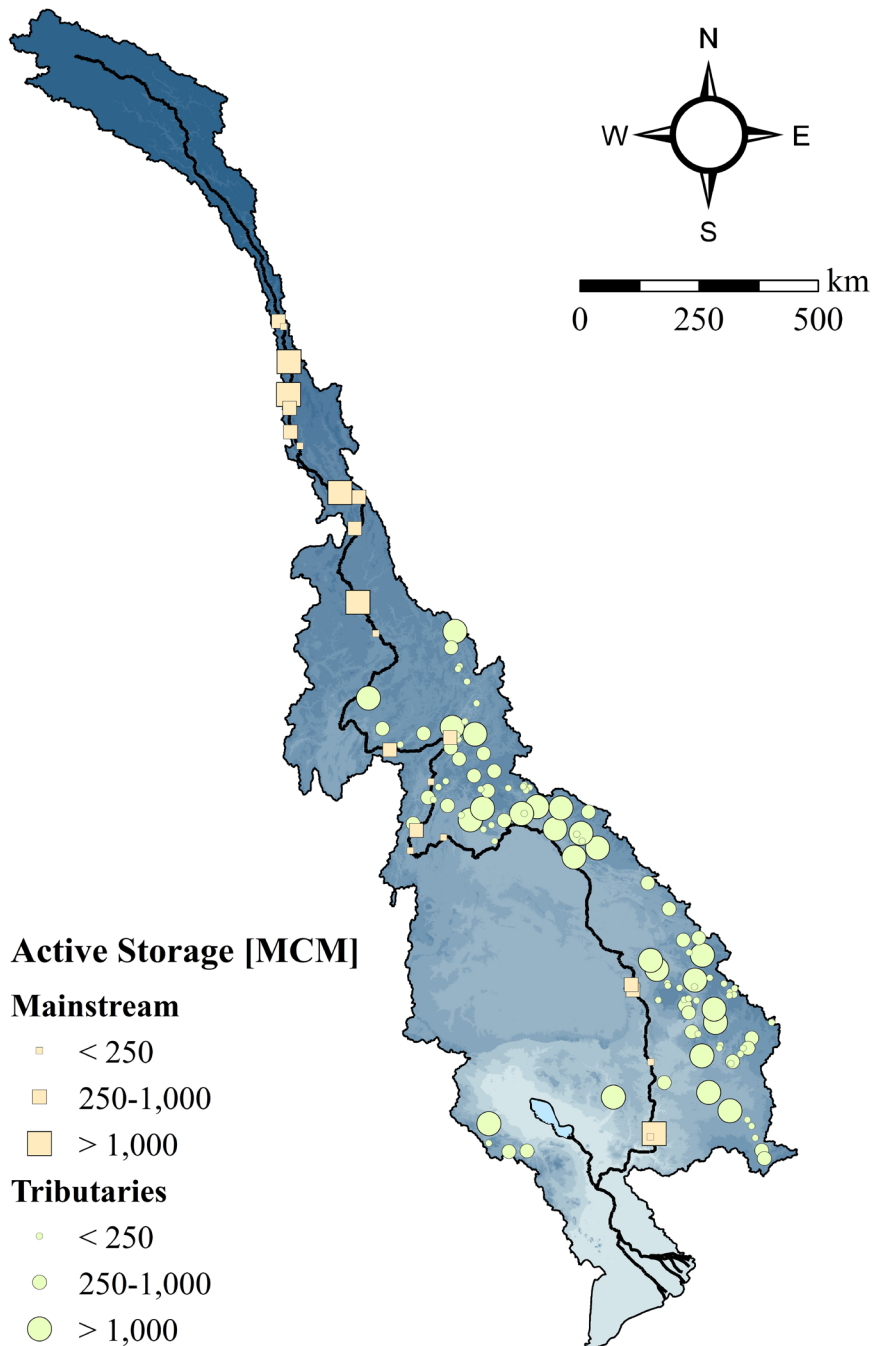 N
W E
S
km
0 250 500
Active Storage [MCM]
Mainstream
< 250
250-1,000
> 1,000
Tributaries
< 250
250-1,000
> 1,000